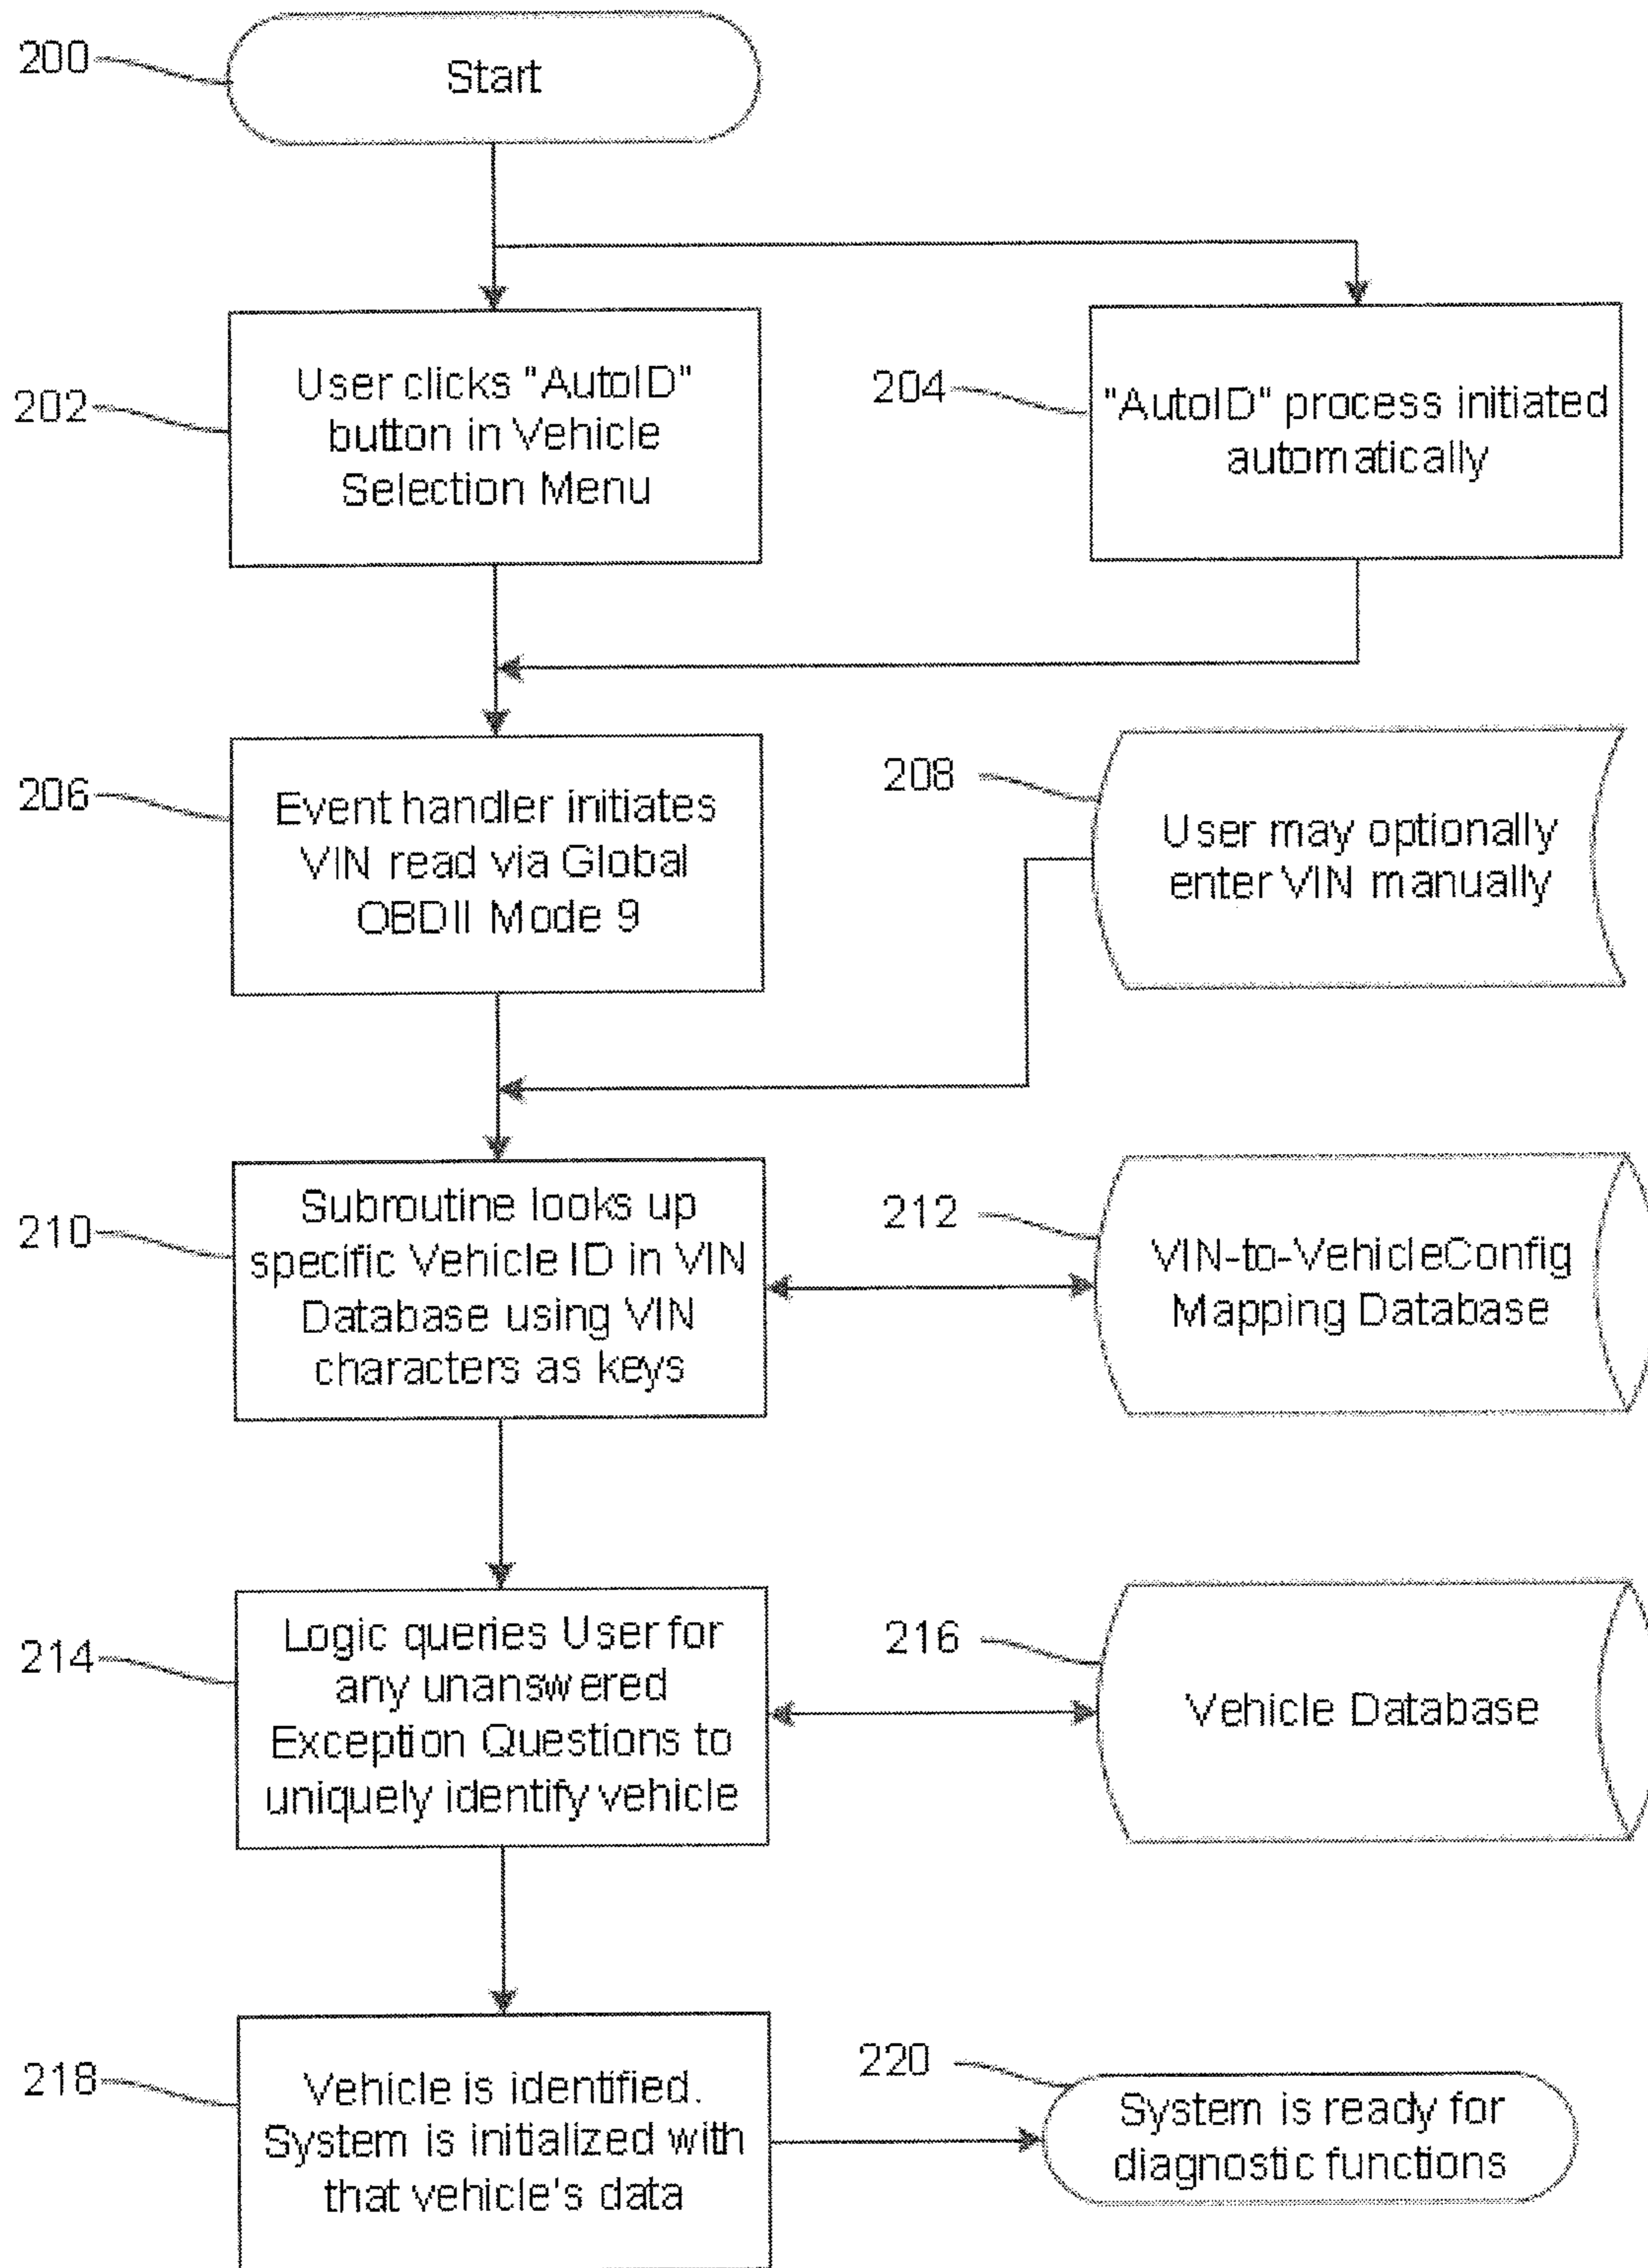 200
Start
202
User clicks "AutoID"
button in Vehicle
Selection Menu
204
"AutoID" process initiated
automatically
206
Event handler initiates
VIN read via Global
OBDII Mode 9
208
User may optionally
enter VIN manually
210
Subroutine looks up
specific Vehicle ID in VIN
Database using VIN
characters as keys
212
VIN-to-VehicleConfig
Mapping Database
214
Logic queries User for
any unanswered
Exception Questions to
uniquely identify vehicle
216
Vehicle Database
218
Vehicle is identified.
System is initialized with
that vehicle's data
220
System is ready for
diagnostic functions